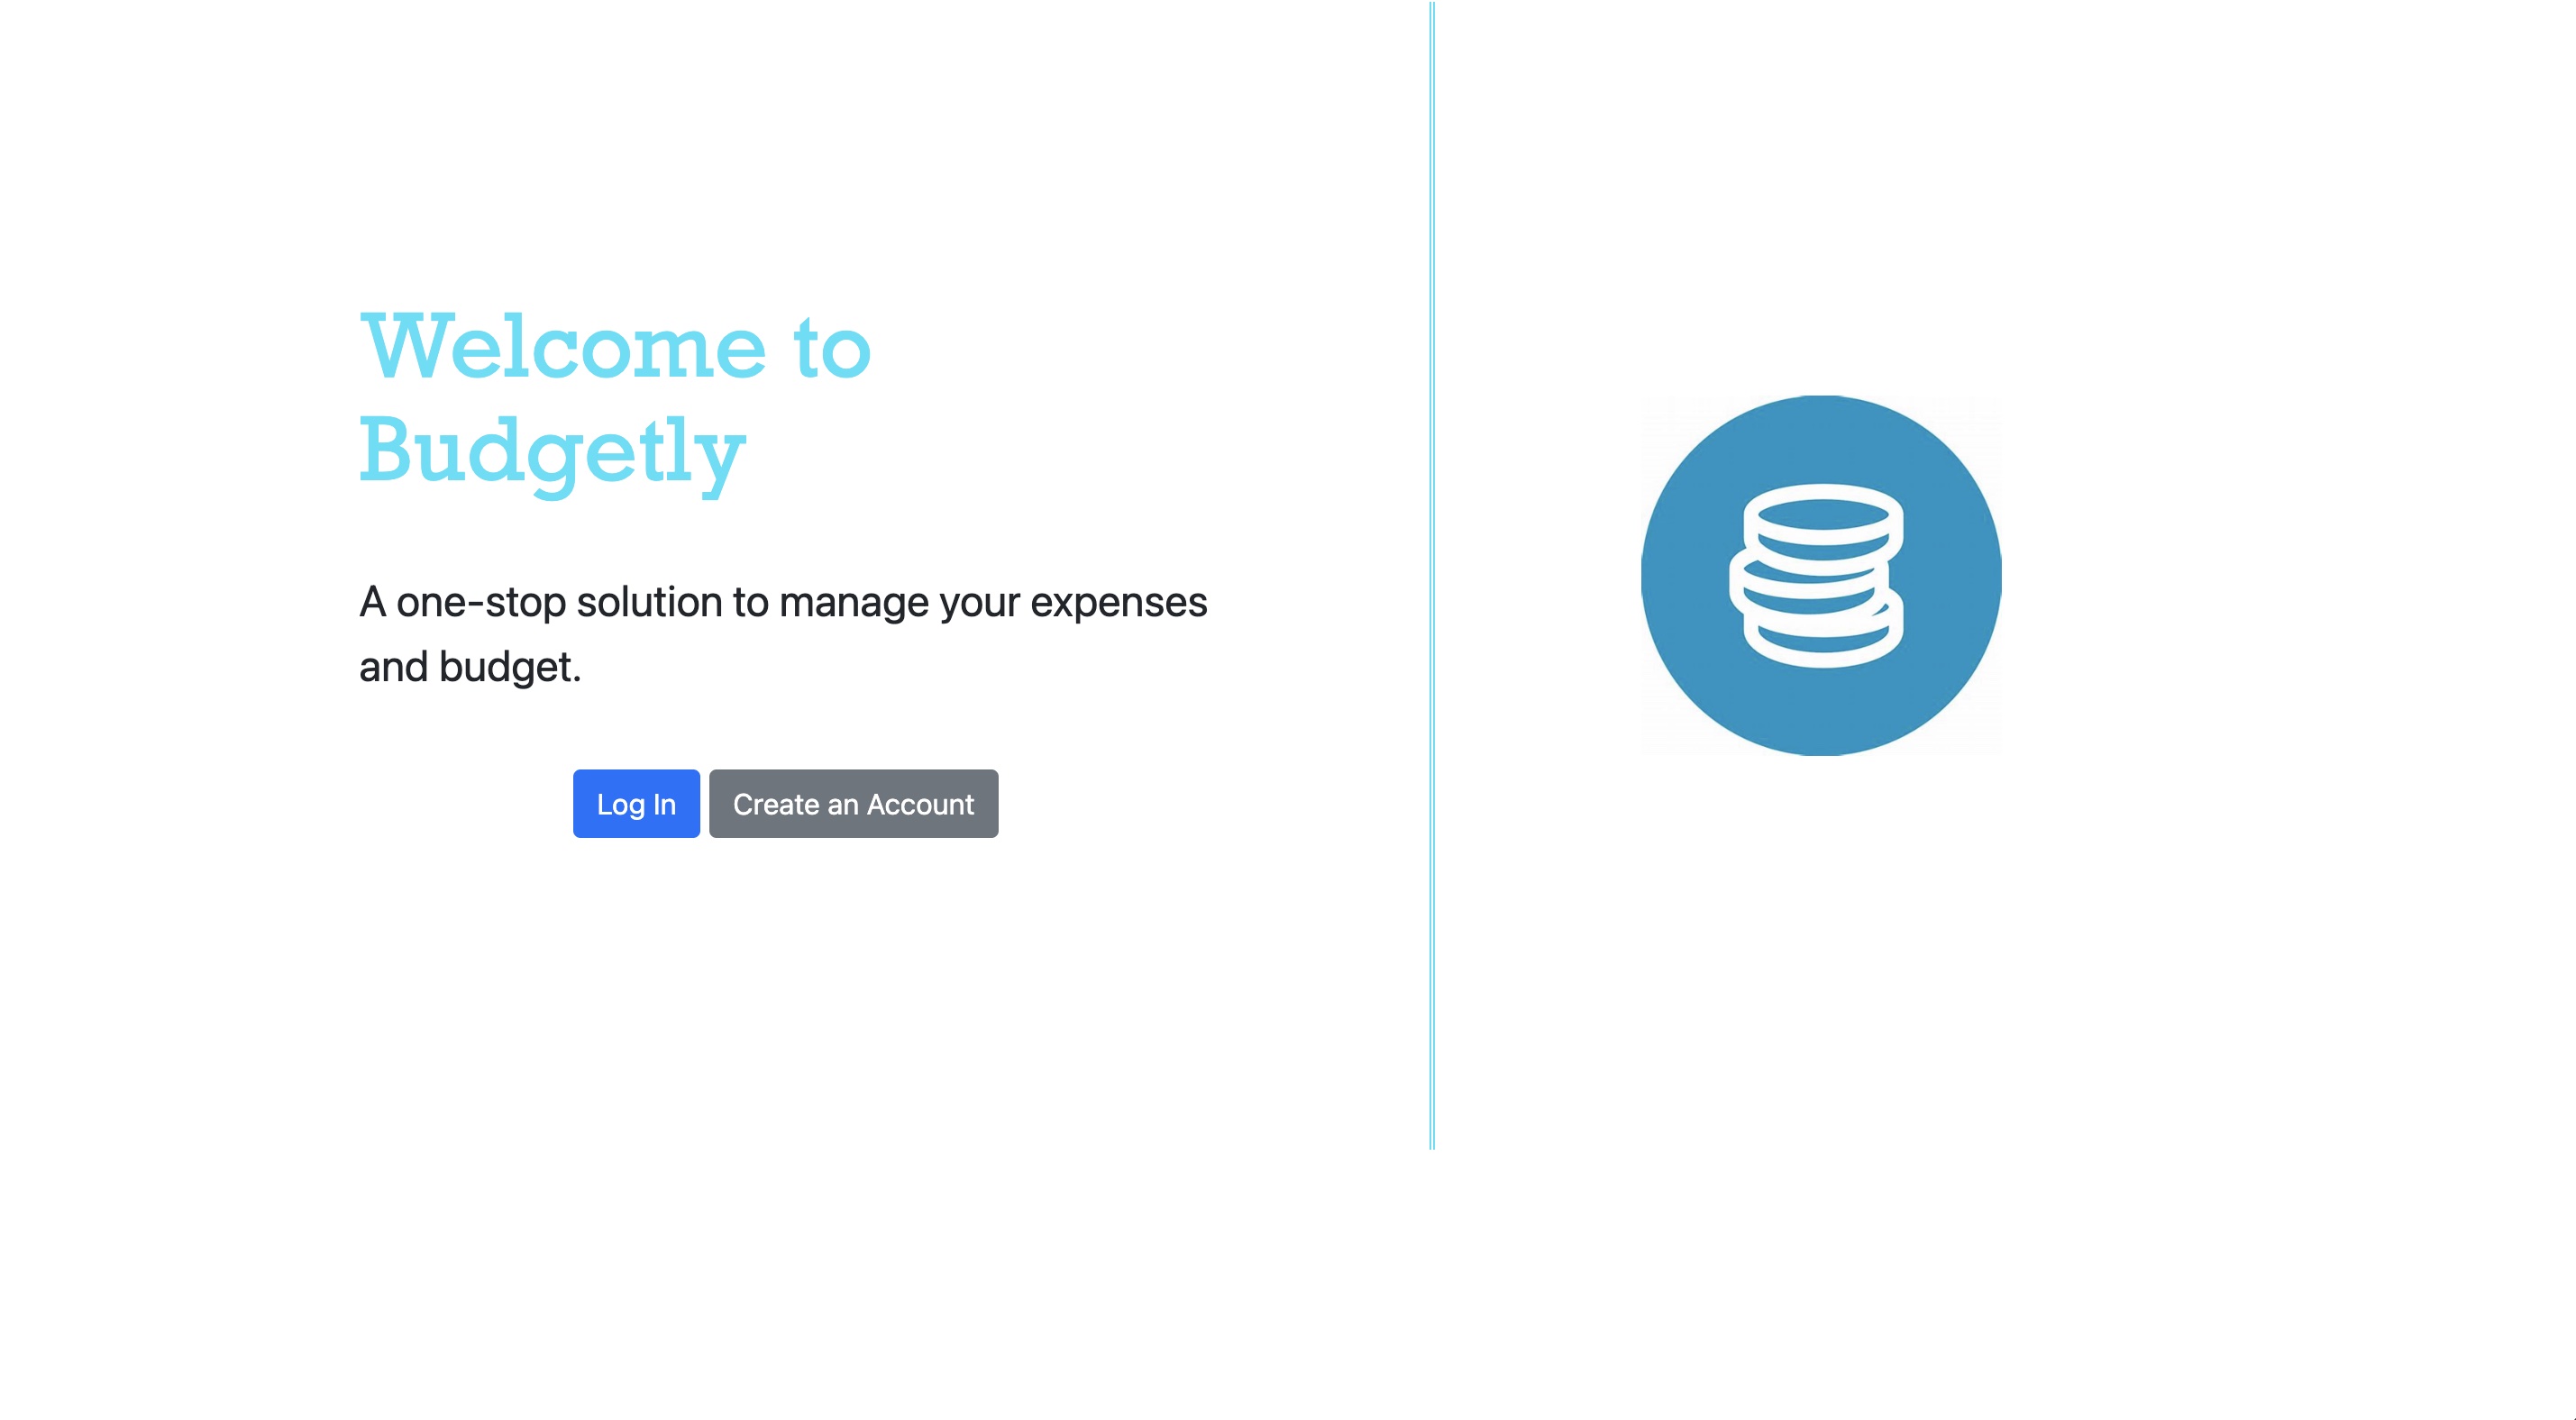 Welcome to
Budgetly
A one-stop solution to manage your expenses
and budget.
Log In
Create an Account